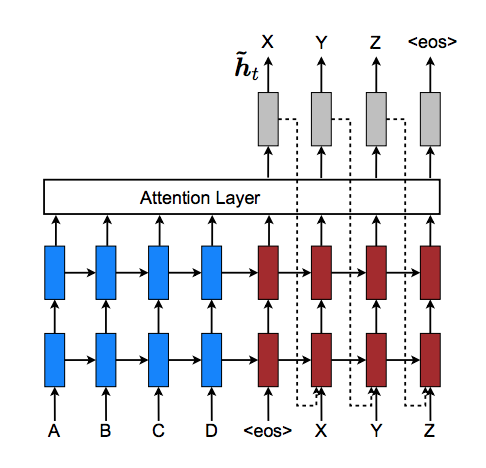 X Y Z <eos>
h̃t
Attention Layer
A B C D <eos> X Y Z